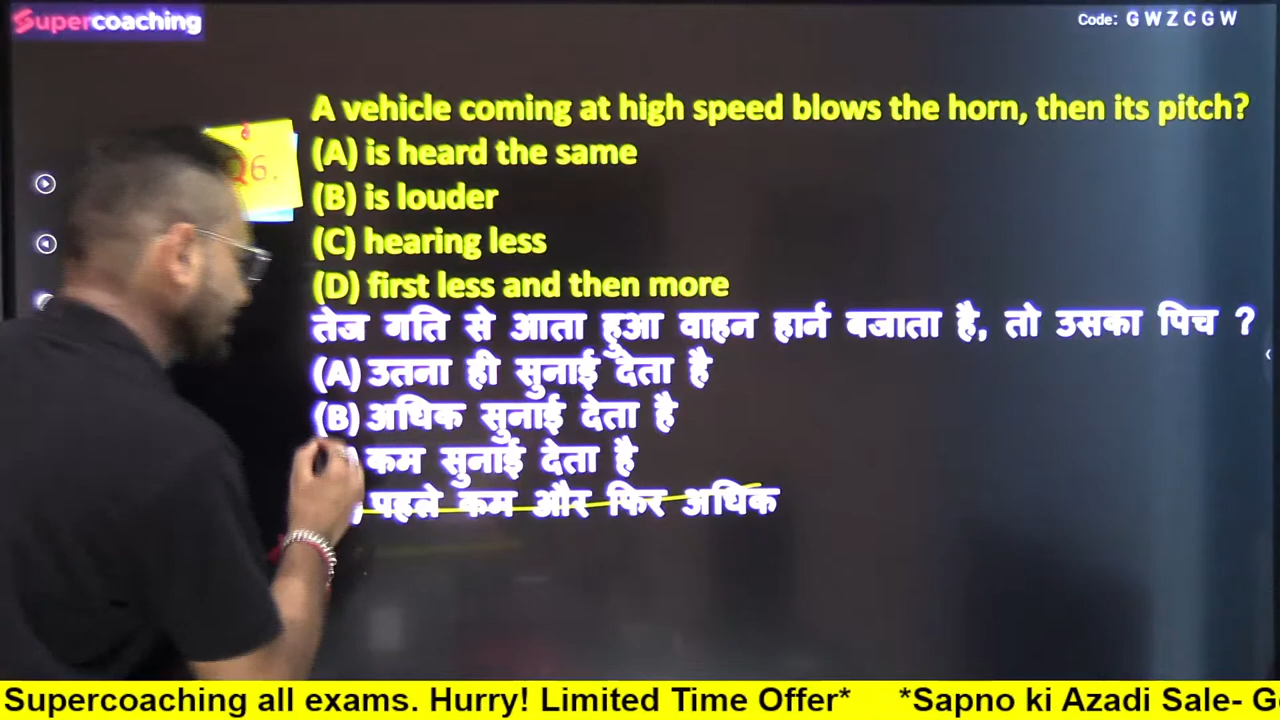 Supercoaching
Code: G W Z C G W
Q6.
A vehicle coming at high speed blows the horn, then its pitch?
(A) is heard the same
(B) is louder
(C) hearing less
(D) first less and then more
तेज गति से आता हुआ वाहन हार्न बजाता है, तो उसका पिच ?
(A) उतना ही सुनाई देता है
(B) अधिक सुनाई देता है
कम सुनाई देता है
पहले कम और फिर अधिक
Supercoaching all exams. Hurry! Limited Time Offer* *Sapno ki Azadi Sale- G